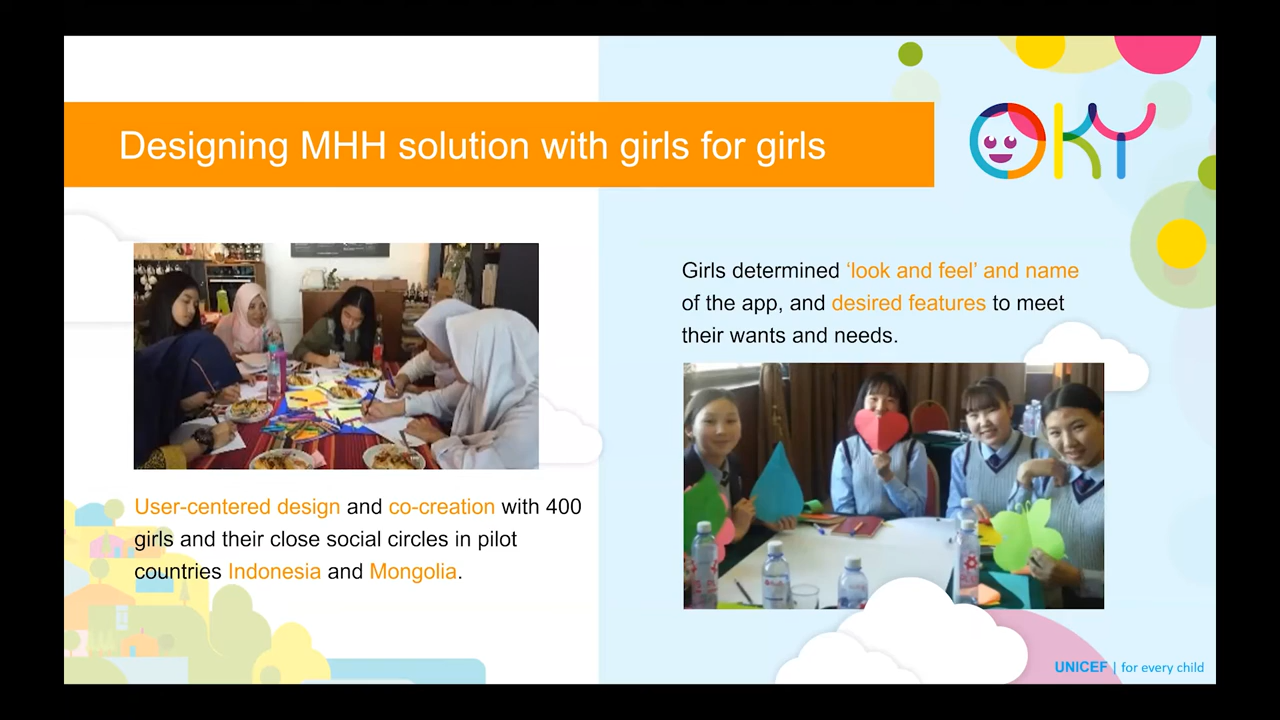 Designing MHH solution with girls for girls
OKY
User-centered design and co-creation with 400
girls and their close social circles in pilot
countries Indonesia and Mongolia.
Girls determined ‘look and feel’ and name
of the app, and desired features to meet
their wants and needs.
UNICEF | for every child